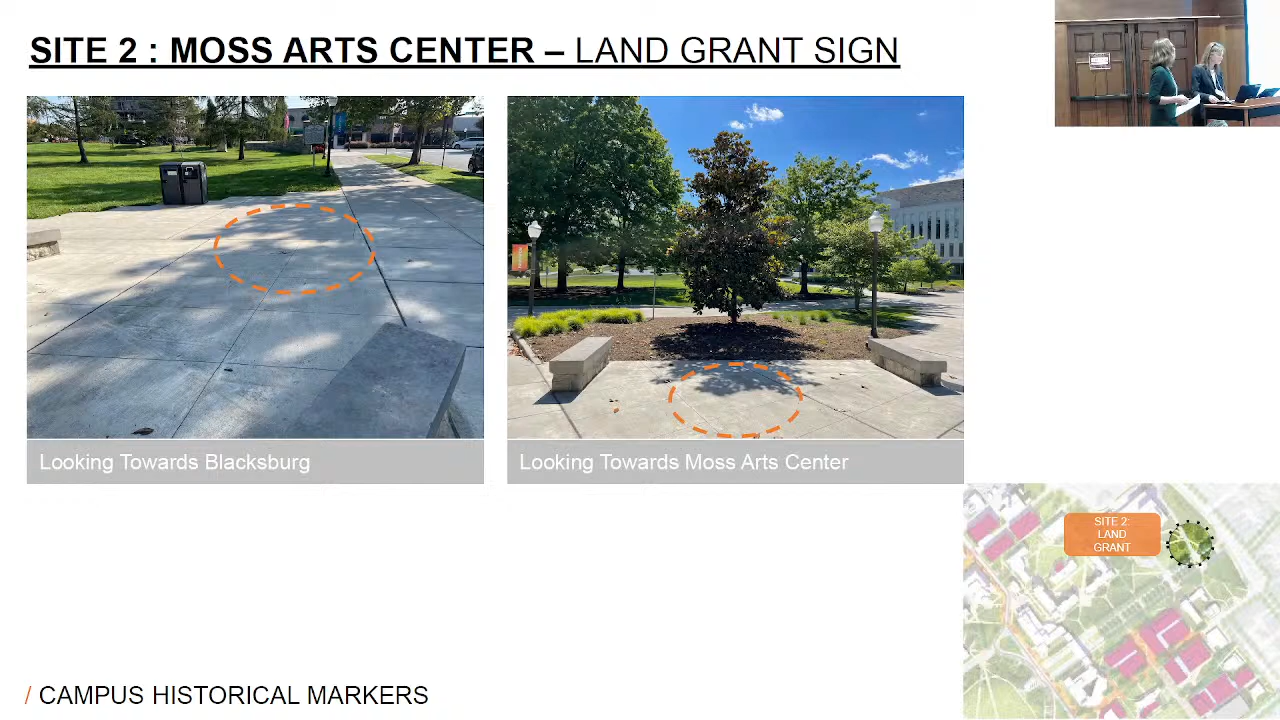 SITE 2 : MOSS ARTS CENTER – LAND GRANT SIGN
Looking Towards Blacksburg
Looking Towards Moss Arts Center
SITE 2:
LAND
GRANT
/ CAMPUS HISTORICAL MARKERS